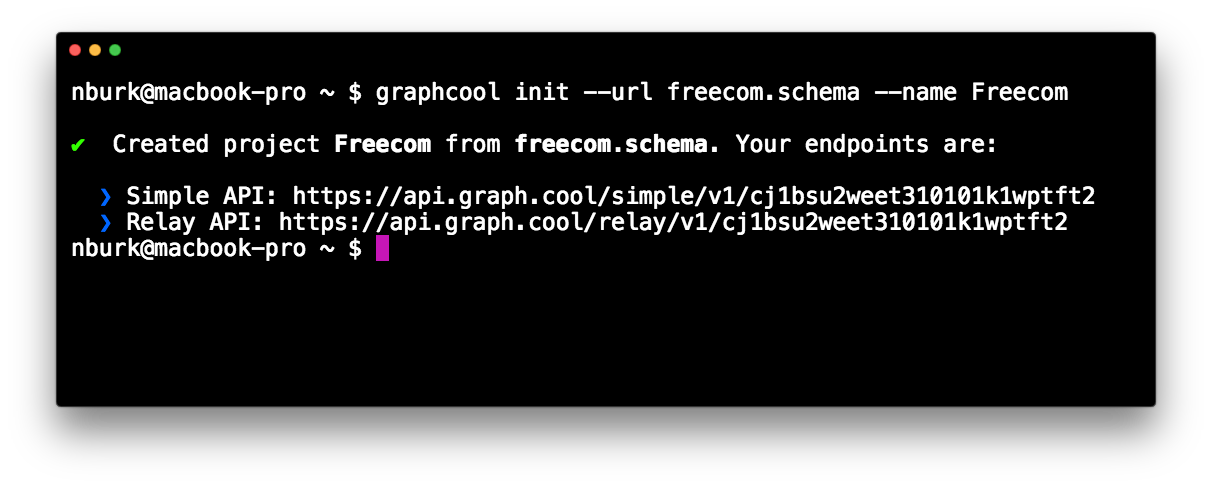 nburk@macbook-pro ~ $ graphcool init --url freecom.schema --name Freecom
✔ Created project Freecom from freecom.schema. Your endpoints are:
❯ Simple API: https://api.graph.cool/simple/v1/cj1bsu2weet310101k1wptft2
❯ Relay API: https://api.graph.cool/relay/v1/cj1bsu2weet310101k1wptft2
nburk@macbook-pro ~ $